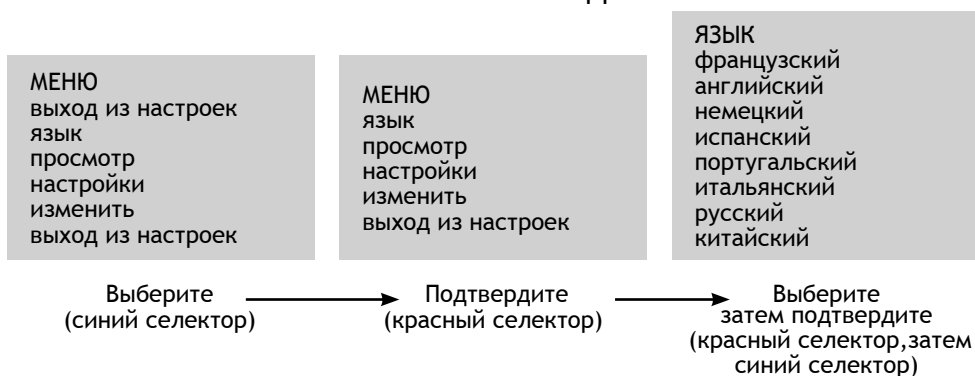 МЕНЮ
выход из настроек
язык
просмотр
настройки
изменить
выход из настроек
МЕНЮ
язык
просмотр
настройки
изменить
выход из настроек
ЯЗЫК
французский
английский
немецкий
испанский
португальский
итальянский
русский
китайский
Выберите
(синий селектор)
Подтвердите
(красный селектор)
Выберите
затем подтвердите
(красный селектор,затем
синий селектор)